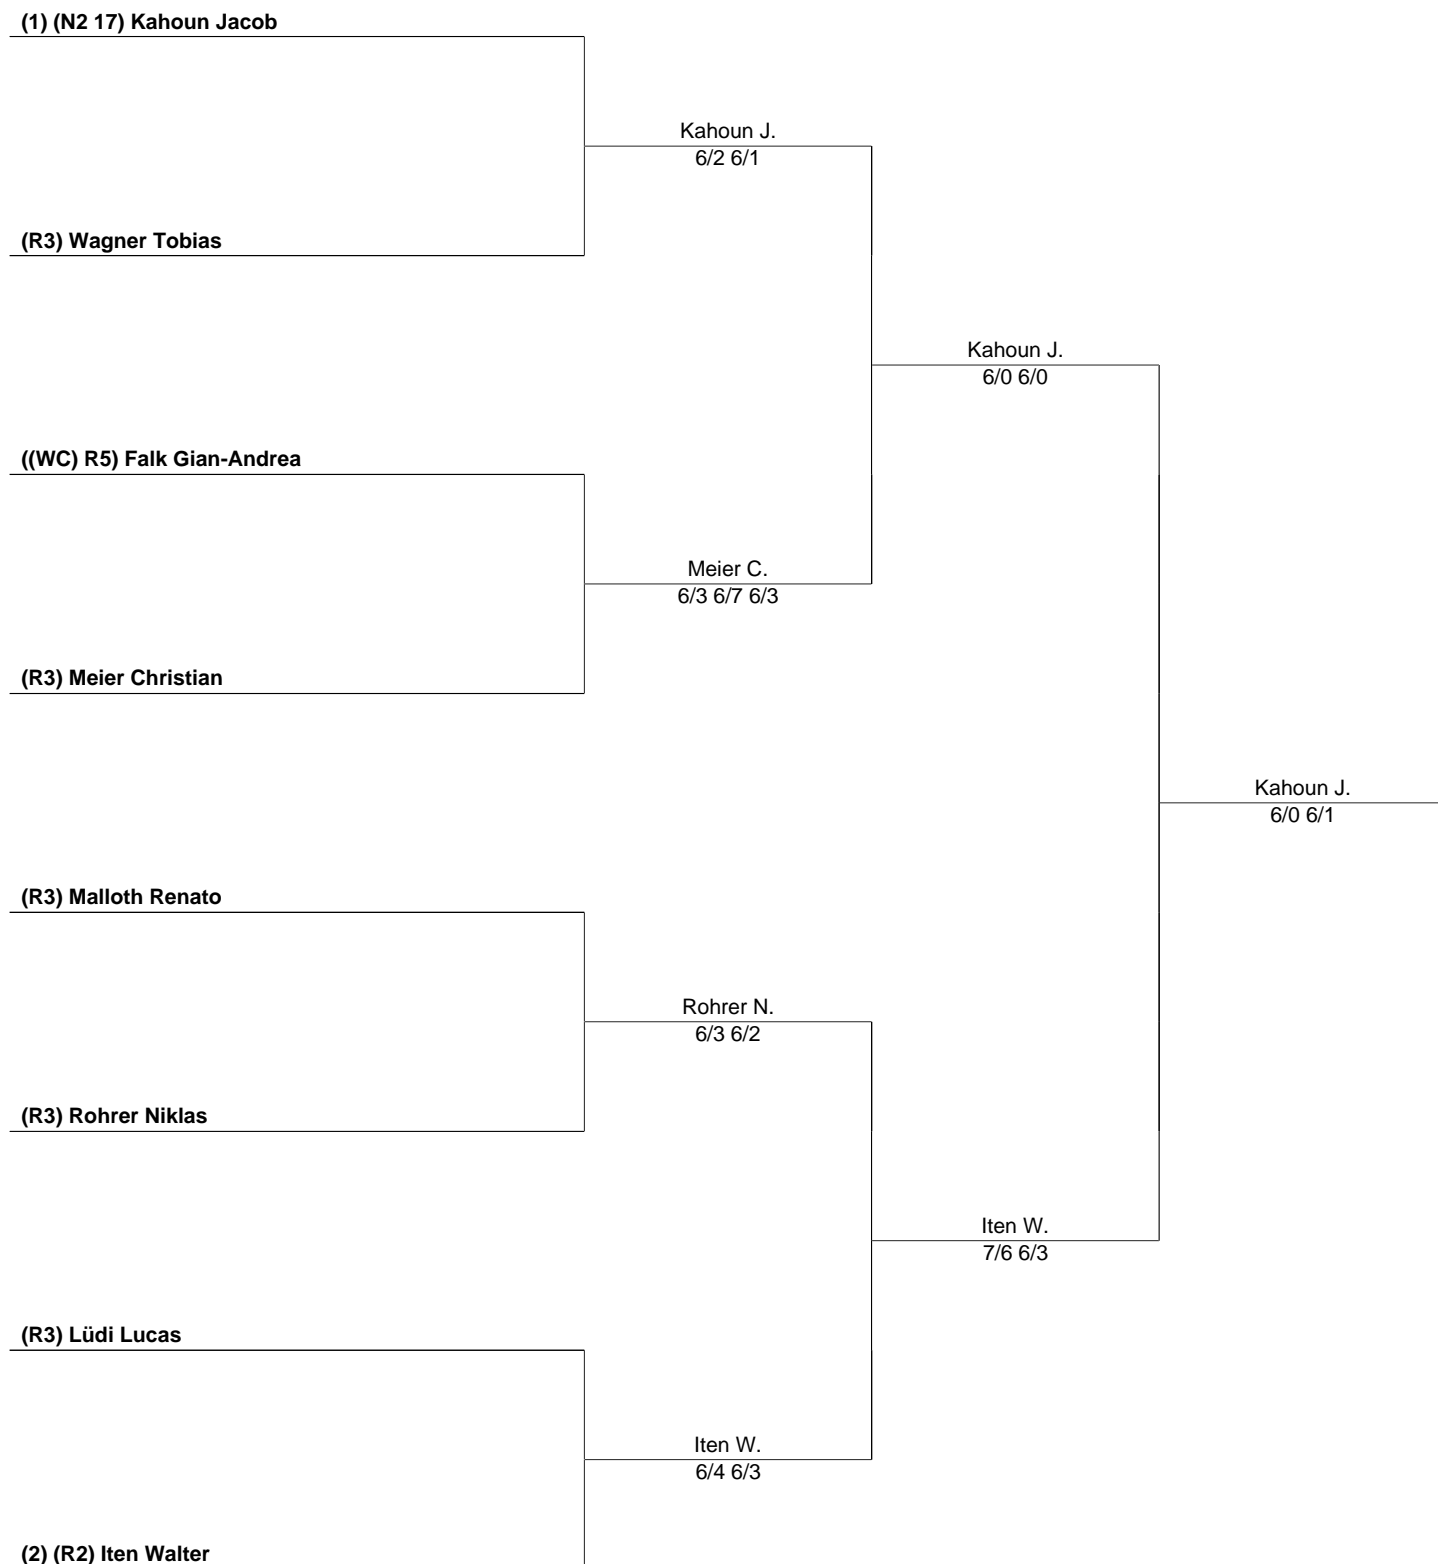 (1) (N2 17) Kahoun Jacob
Kahoun J.
6/2 6/1
(R3) Wagner Tobias
Kahoun J.
6/0 6/0
((WC) R5) Falk Gian-Andrea
Meier C.
6/3 6/7 6/3
(R3) Meier Christian
Kahoun J.
6/0 6/1
(R3) Malloth Renato
Rohrer N.
6/3 6/2
(R3) Rohrer Niklas
Iten W.
7/6 6/3
(R3) Lüdi Lucas
Iten W.
6/4 6/3
(2) (R2) Iten Walter